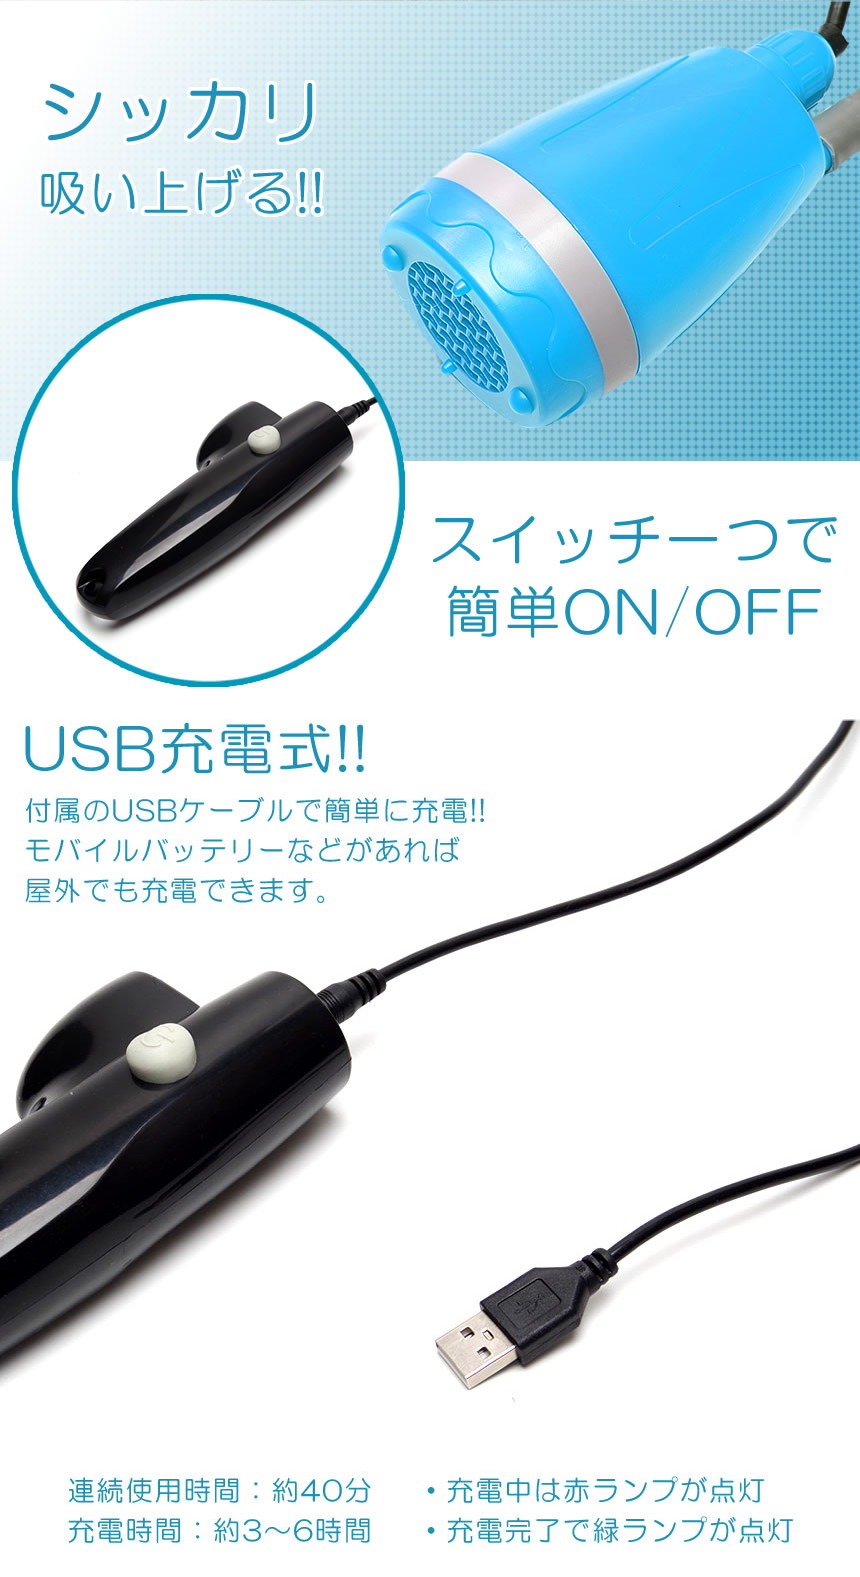 シッカリ
吸い上げる!!
スイッチ一つで
簡単ON/OFF
USB充電式!!
付属のUSBケーブルで簡単に充電!!
モバイルバッテリーなどがあれば
屋外でも充電できます。
連続使用時間：約40分
充電時間：約3～6時間
・充電中は赤ランプが点灯
・充電完了で緑ランプが点灯